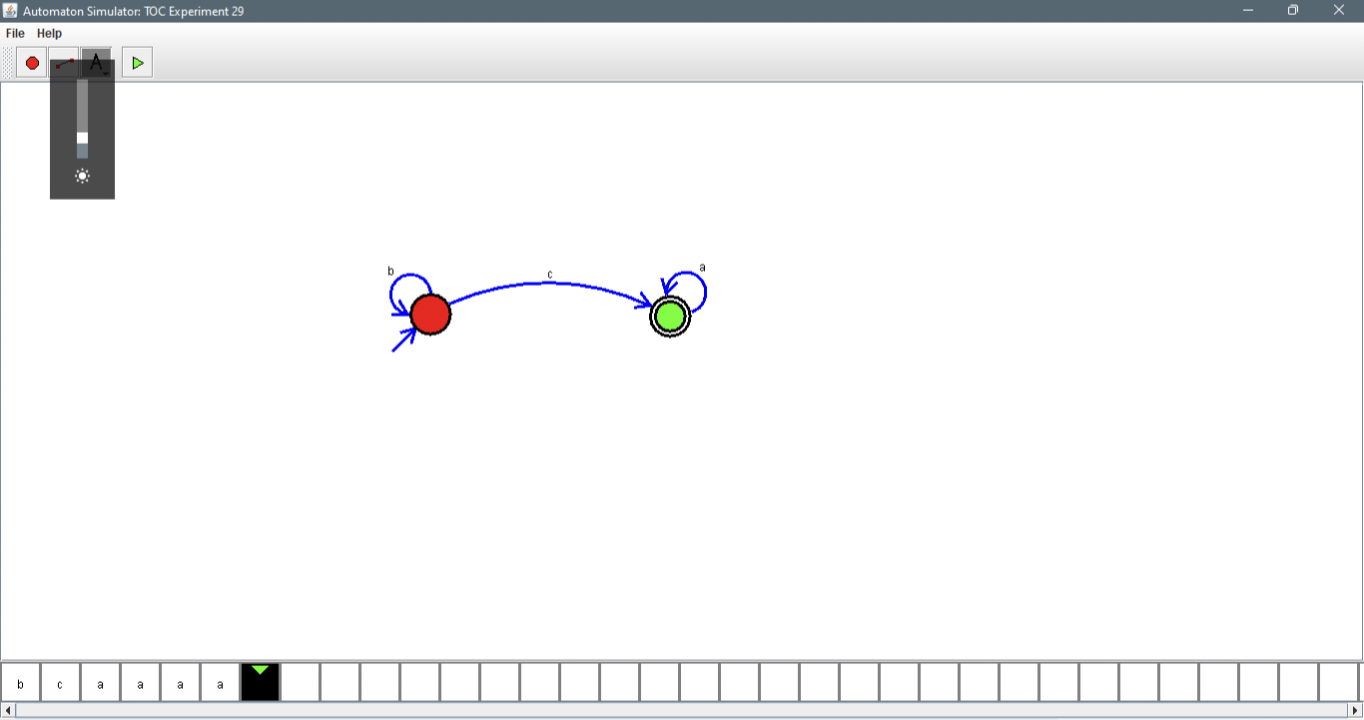 Automaton Simulator: TOC Experiment 29
File Help
A
b c a
b c a a a a